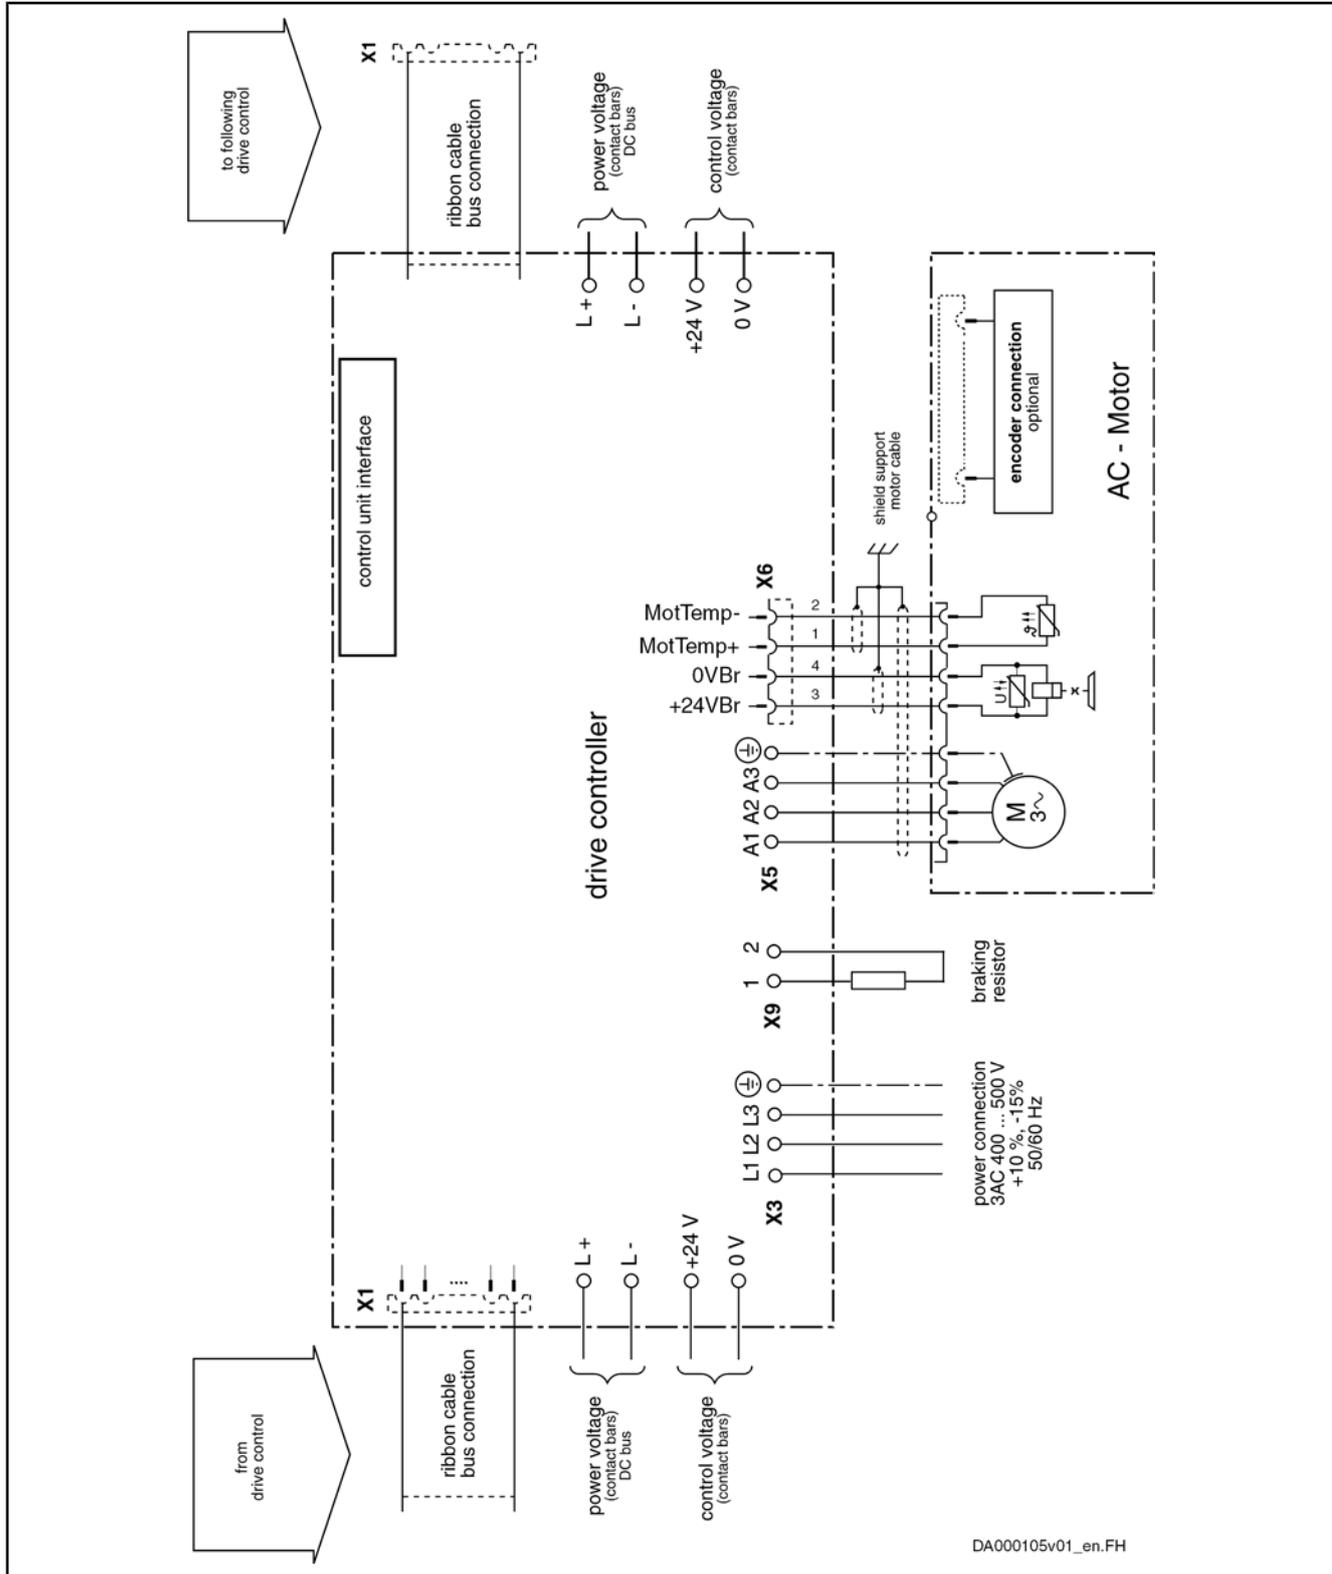 to following
drive control
X1
ribbon cable
bus connection
power voltage
(contact bars)
DC bus
control voltage
(contact bars)
L +
L -
+24 V
0 V
control unit interface
encoder connection
optional
AC - Motor
shield support
motor cable
X6
MotTemp-
2
MotTemp+
1
0VBr
4
+24VBr
3
ϑ
U
drive controller
A3
A2
A1
X5
M
3~
2
1
X9
braking
resistor
L3
L2
L1
X3
power connection
3AC 400 ... 500 V
+10 %, -15%
50/60 Hz
X1
....
L +
L -
+24 V
0 V
from
drive control
ribbon cable
bus connection
power voltage
(contact bars)
DC bus
control voltage
(contact bars)
DA000105v01_en.FH